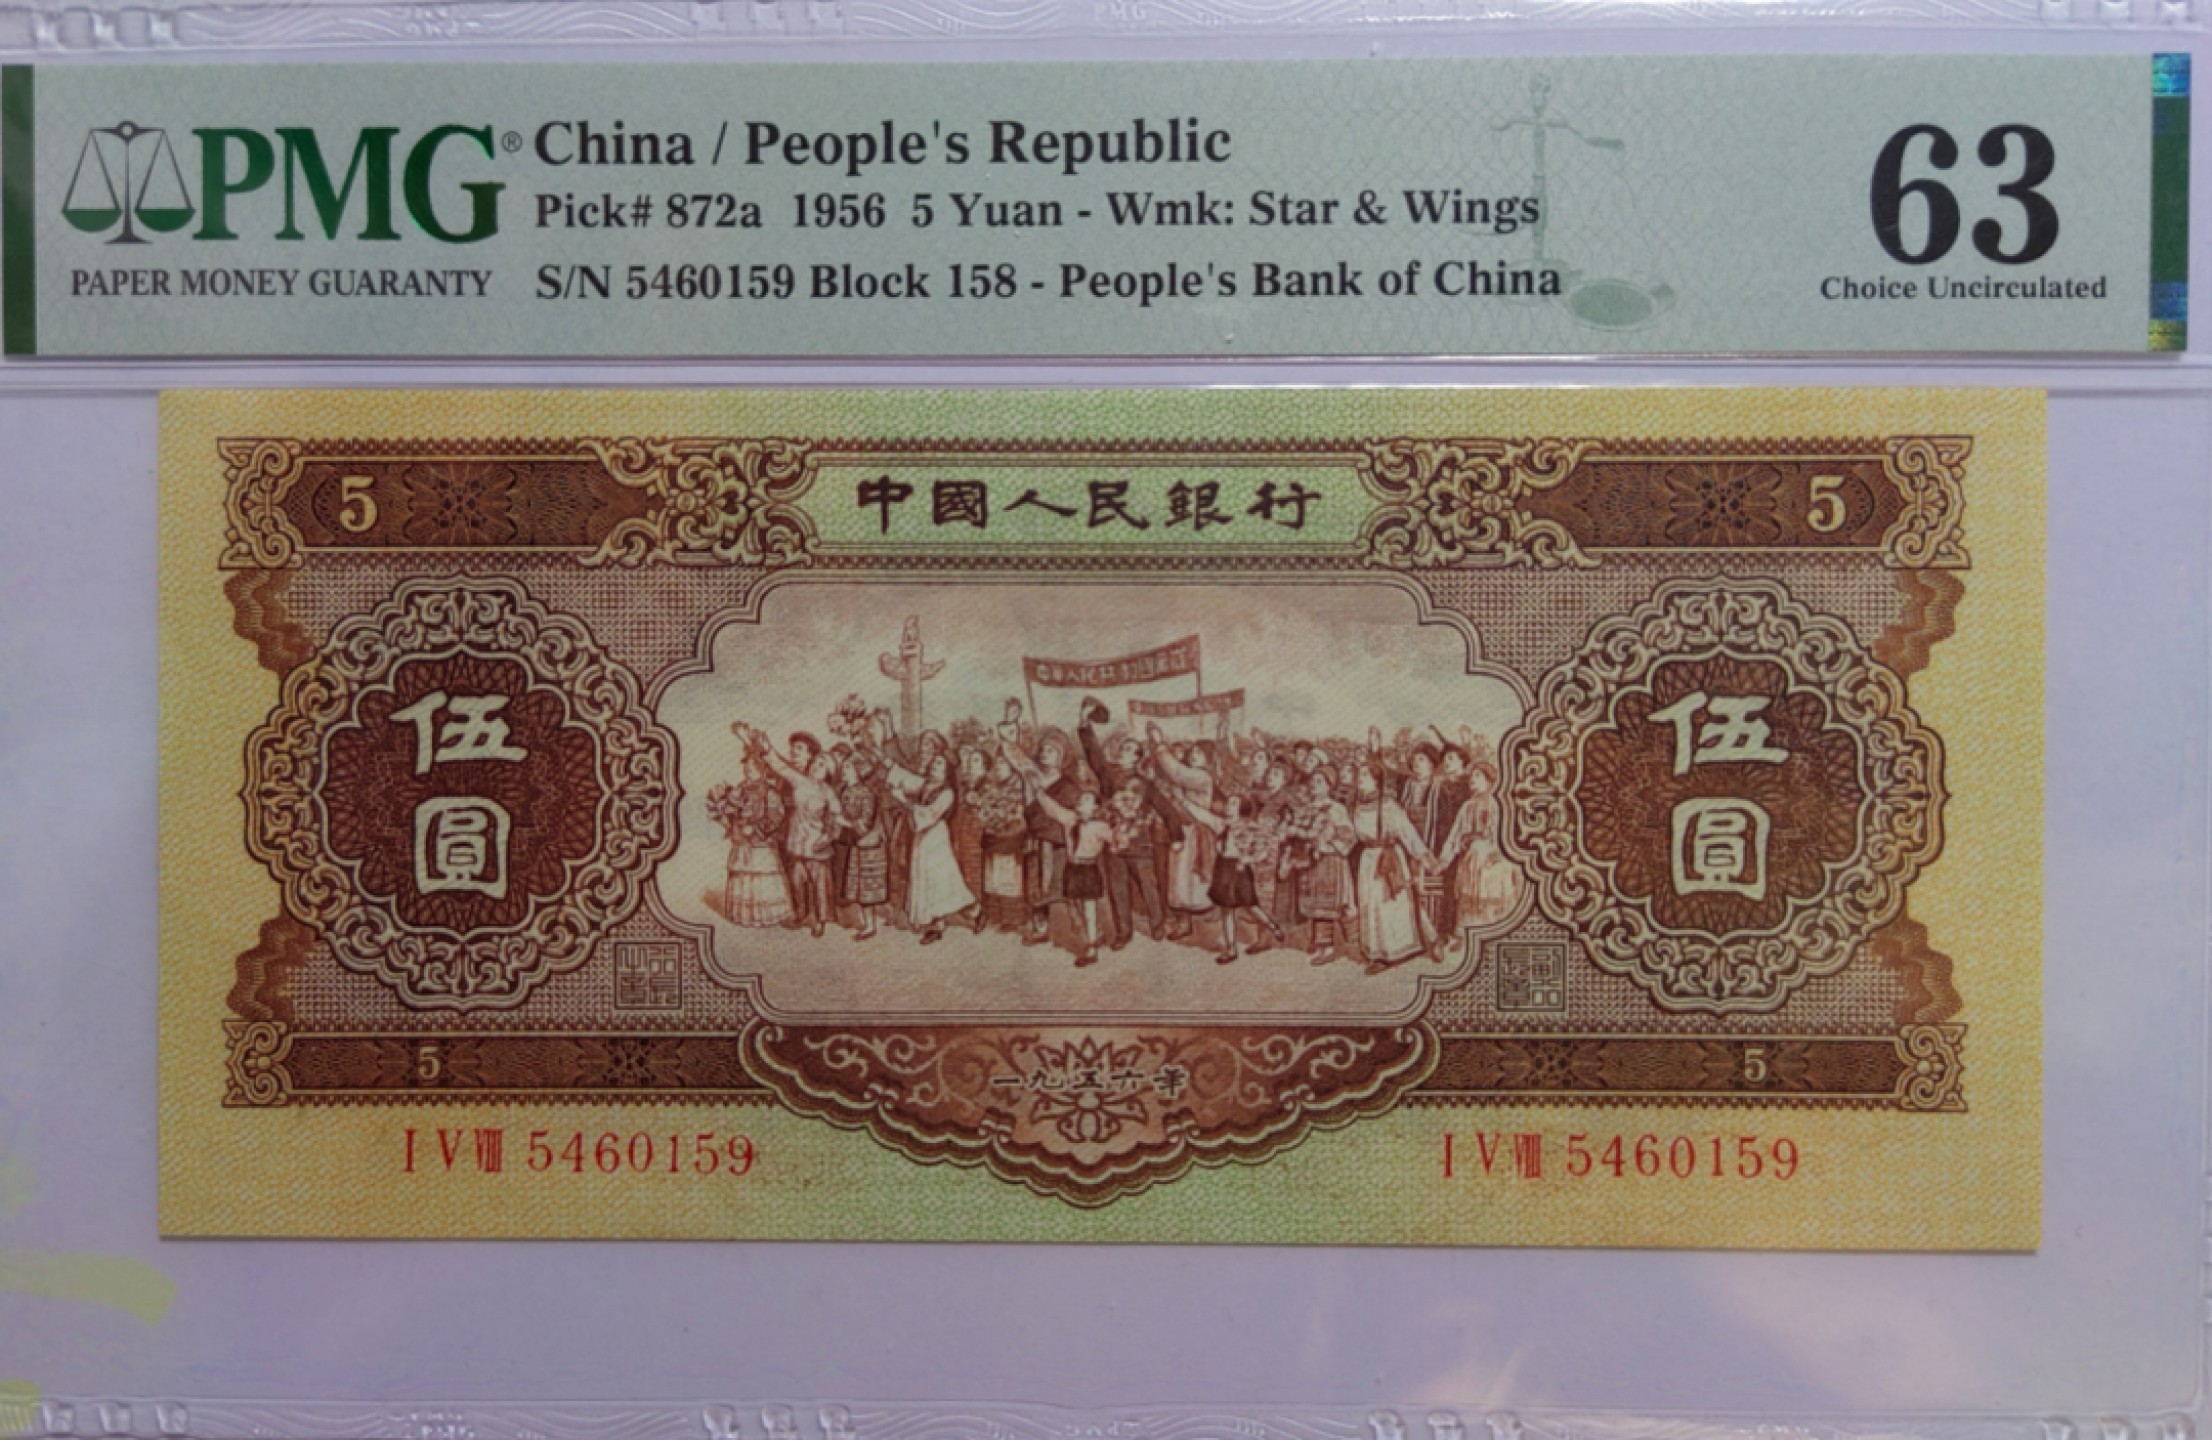 PMG® China / People's Republic
Pick# 872a 1956 5 Yuan - Wmk: Star & Wings
S/N 5460159 Block 158 - People's Bank of China
PAPER MONEY GUARANTY
63
Choice Uncirculated
5 中國人民銀行 5
伍圓
伍圓
5 一九五六年 5
I V VIII 5460159
I V VIII 5460159